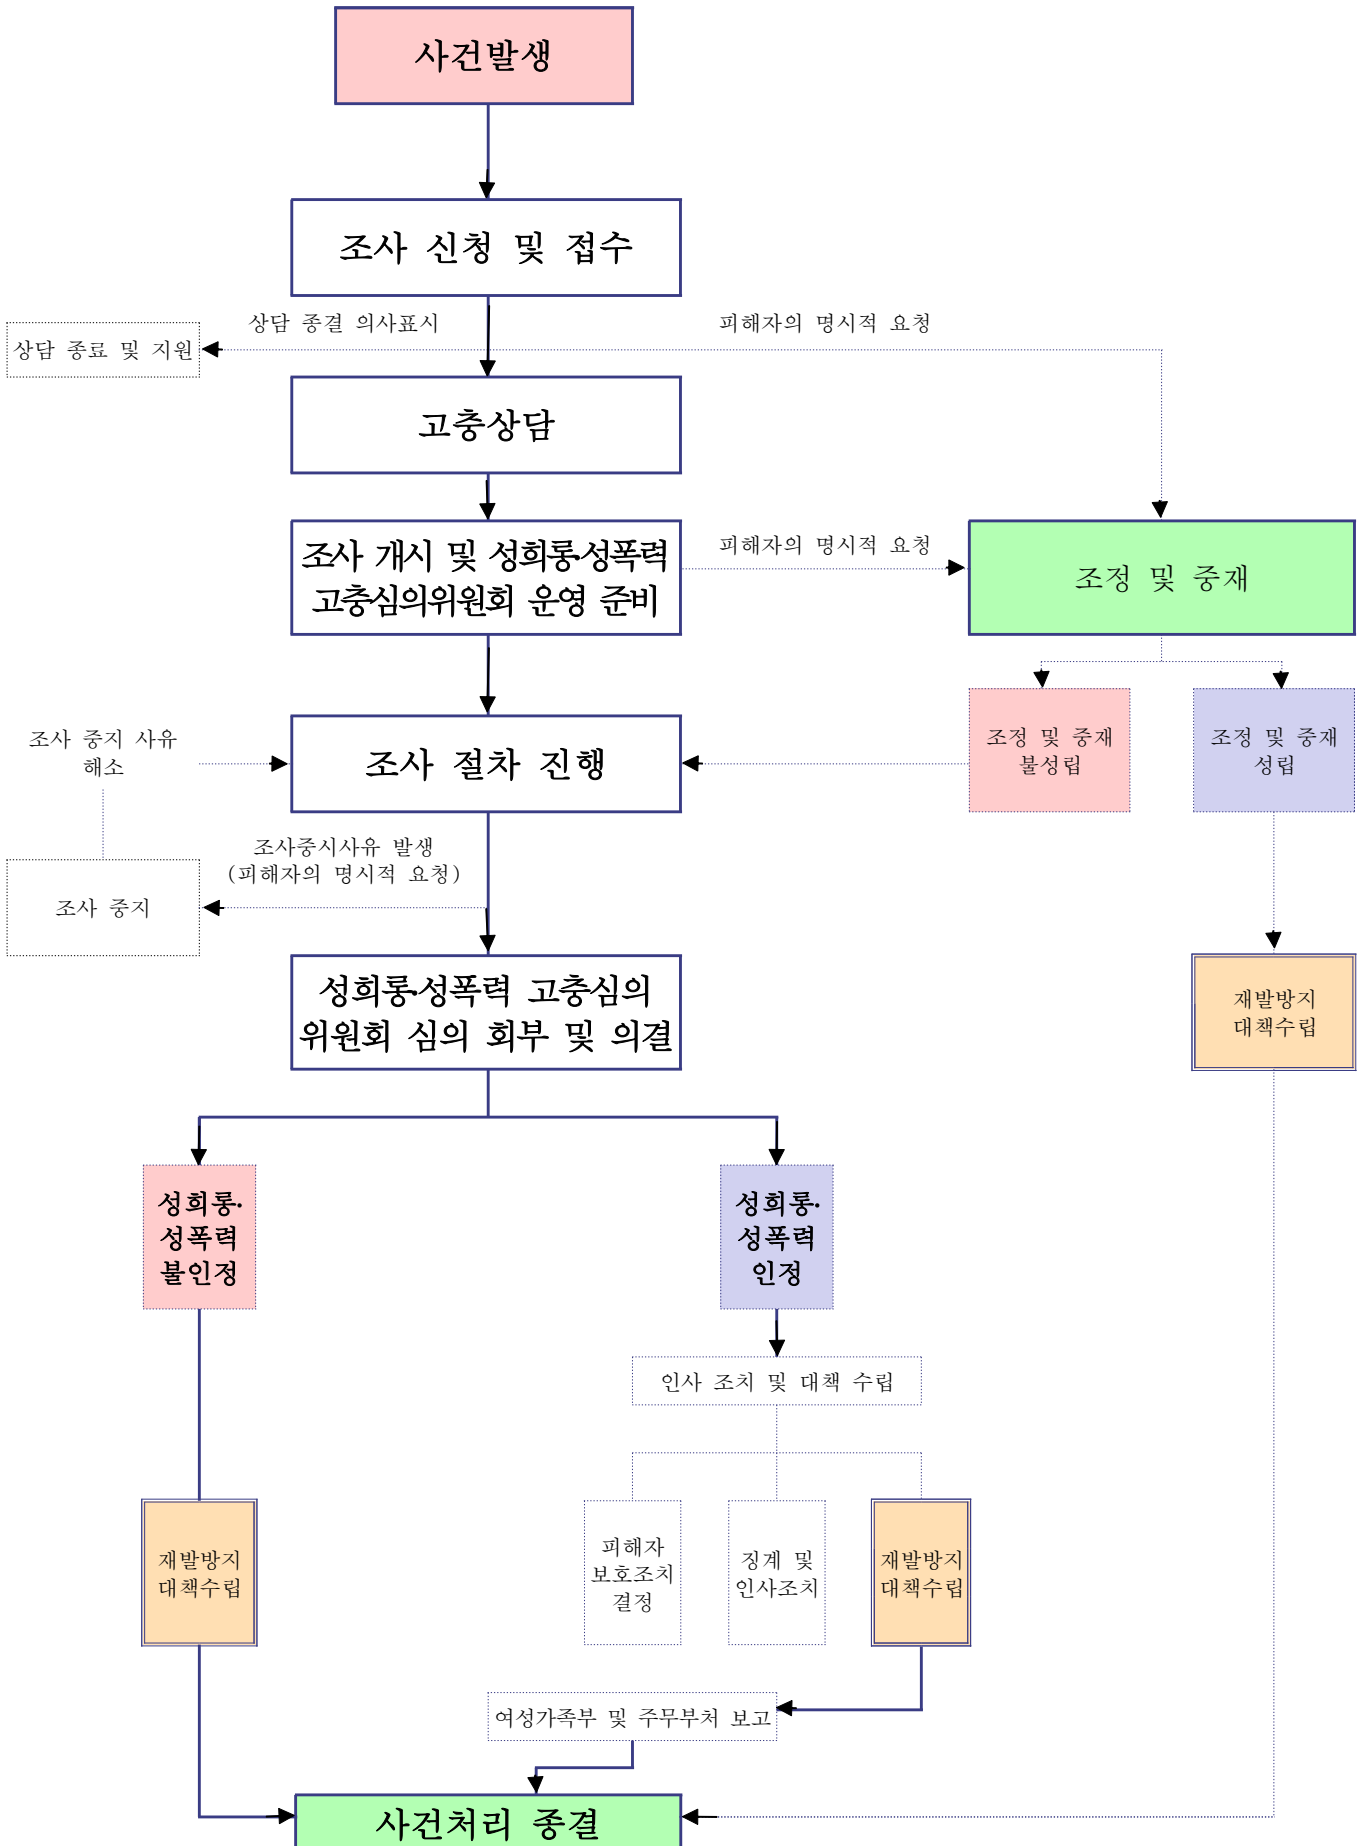 사건발생
조사 신청 및 접수
상담 종결 의사표시
피해자의 명시적 요청
상담 종료 및 지원
고충상담
조사 개시 및 성희롱·성폭력
고충심의위원회 운영 준비
피해자의 명시적 요청
조정 및 중재
조사 중지 사유
해소
조사 절차 진행
조정 및 중재
불성립
조정 및 중재
성립
조사중시사유 발생
(피해자의 명시적 요청)
조사 중지
성희롱·성폭력 고충심의
위원회 심의 회부 및 의결
재발방지
대책수립
성희롱·
성폭력
불인정
성희롱·
성폭력
인정
인사 조치 및 대책 수립
재발방지
대책수립
피해자
보호조치
결정
징계 및
인사조치
재발방지
대책수립
여성가족부 및 주무부처 보고
사건처리 종결